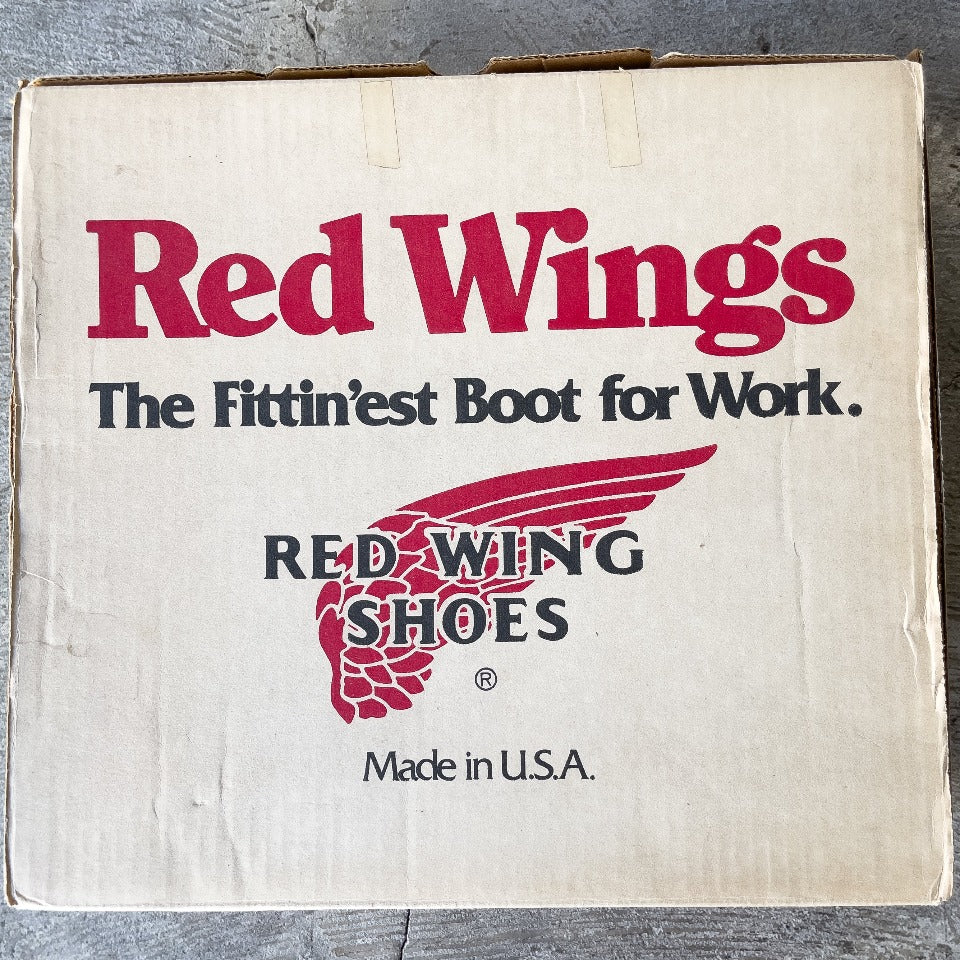 Red Wings
The Fittin'est Boot for Work.
RED WING
SHOES
®
Made in U.S.A.